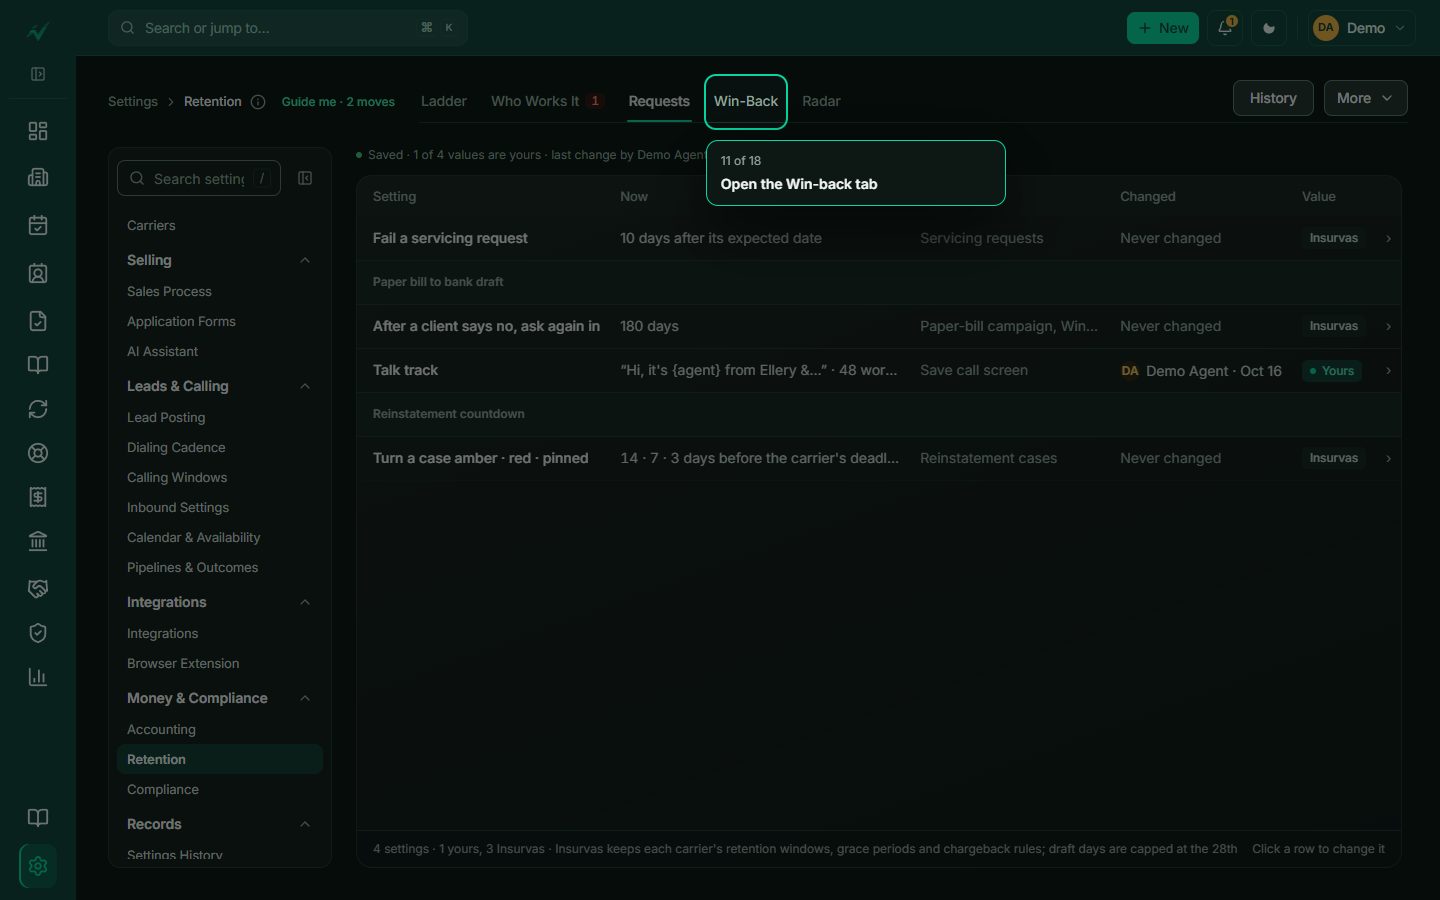 Search or jump to...
⌘ K
New
1
DA
Demo
Settings > Retention
Guide me · 2 moves
Ladder
Who Works It 1
Requests
Win-Back
Radar
History
More
Search setting /
Carriers
Selling
Sales Process
Application Forms
AI Assistant
Leads & Calling
Lead Posting
Dialing Cadence
Calling Windows
Inbound Settings
Calendar & Availability
Pipelines & Outcomes
Integrations
Integrations
Browser Extension
Money & Compliance
Accounting
Retention
Compliance
Records
Settings History
Saved · 1 of 4 values are yours · last change by Demo Agent
11 of 18
Open the Win-back tab
Setting Now Changed Value
Fail a servicing request 10 days after its expected date Servicing requests Never changed Insurvas
Paper bill to bank draft
After a client says no, ask again in 180 days Paper-bill campaign, Win... Never changed Insurvas
Talk track "Hi, it's {agent} from Ellery &..." · 48 wor... Save call screen DA Demo Agent · Oct 16 Yours
Reinstatement countdown
Turn a case amber · red · pinned 14 · 7 · 3 days before the carrier's deadl... Reinstatement cases Never changed Insurvas
4 settings · 1 yours, 3 Insurvas · Insurvas keeps each carrier's retention windows, grace periods and chargeback rules; draft days are capped at the 28th Click a row to change it